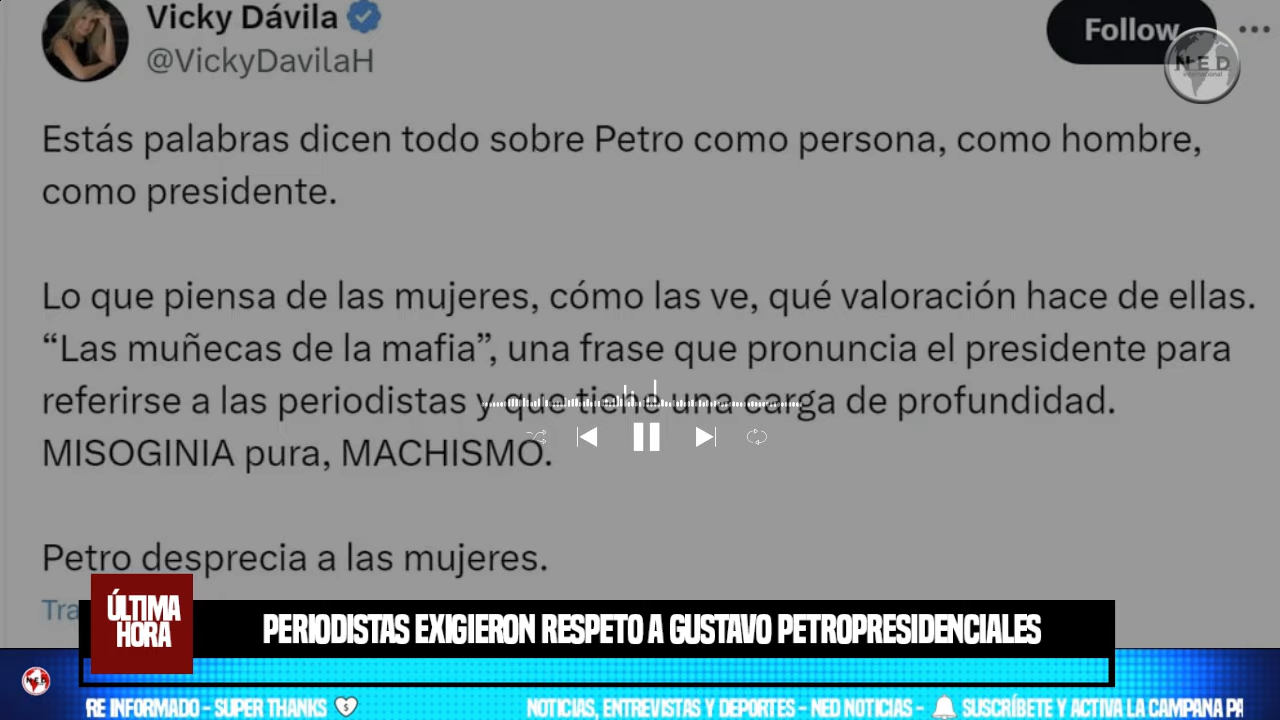 Vicky Dávila
@VickyDavilaH
Follow
NED
international
Estás palabras dicen todo sobre Petro como persona, como hombre,
como presidente.
Lo que piensa de las mujeres, cómo las ve, qué valoración hace de ellas.
“Las muñecas de la mafia”, una frase que pronuncia el presidente para
referirse a las periodistas y que tiene una carga de profundidad.
MISOGINIA pura, MACHISMO.
Petro desprecia a las mujeres.
Tra
ÚLTIMA
HORA
PERIODISTAS EXIGIERON RESPETO A GUSTAVO PETROPRESIDENCIALES
NED
RE INFORMADO - SUPER THANKS
NOTICIAS, ENTREVISTAS Y DEPORTES - NED NOTICIAS - SUSCRÍBETE Y ACTIVA LA CAMPANA PA